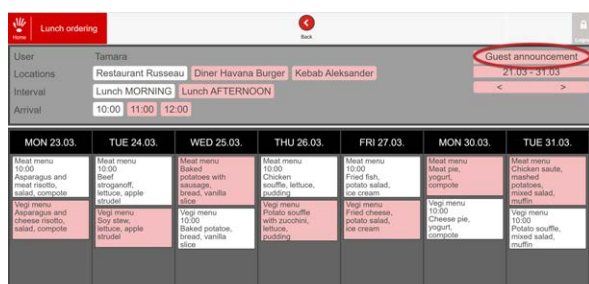 Lunch ordering
Home
Back
User Tamara Guest announcement
Locations Restaurant Russeau Diner Havana Burger Kebab Aleksander 21.03 - 31.03
Interval Lunch MORNING Lunch AFTERNOON < >
Arrival 10:00 11:00 12:00
MON 23.03. TUE 24.03. WED 25.03. THU 26.03. FRI 27.03. MON 30.03. TUE 31.03.
Meat menu
10:00
Asparagus and
meat risotto,
salad, compote
Vegi menu
Asparagus and
cheese risotto,
salad, compote
Meat menu
10:00
Beef
stroganoff,
lettuce, apple
strudel
Vegi menu
Soy stew,
lettuce, apple
strudel
Meat menu
Baked
potatoes with
sausage,
bread, vanilla
slice
Vegi menu
10:00
Baked potatoe,
bread, vanilla
slice
Meat menu
10:00
Chicken
souffle, lettuce,
pudding
Vegi menu
Potato souffle
with zucchini,
lettuce,
pudding
Meat menu
10:00
Fried fish,
potato salad,
ice cream
Vegi menu
Fried cheese,
potato salad,
ice cream
Meat menu
Meat pie,
yogurt,
compote
Vegi menu
10:00
Cheese pie,
yogurt,
compote
Meat menu
Chicken saute,
mashed
potatoes,
mixed salad,
muffin
Vegi menu
10:00
Potato souffle,
mixed salad,
muffin